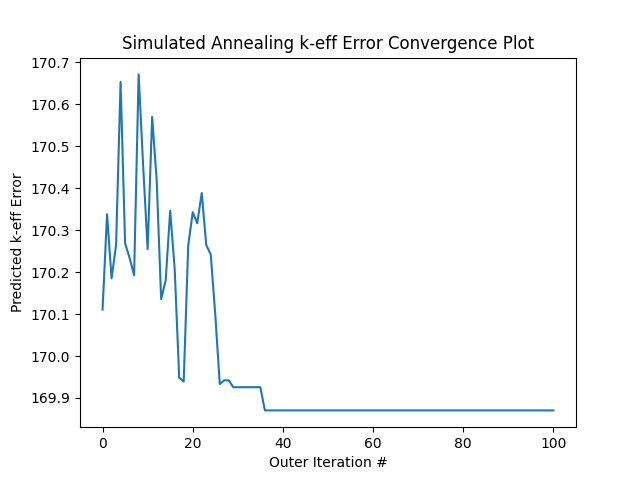 Simulated Annealing k-eff Error Convergence Plot
170.7
170.6
170.5
170.4
170.3
170.2
170.1
170.0
169.9
Predicted k-eff Error
0 20 40 60 80 100
Outer Iteration #